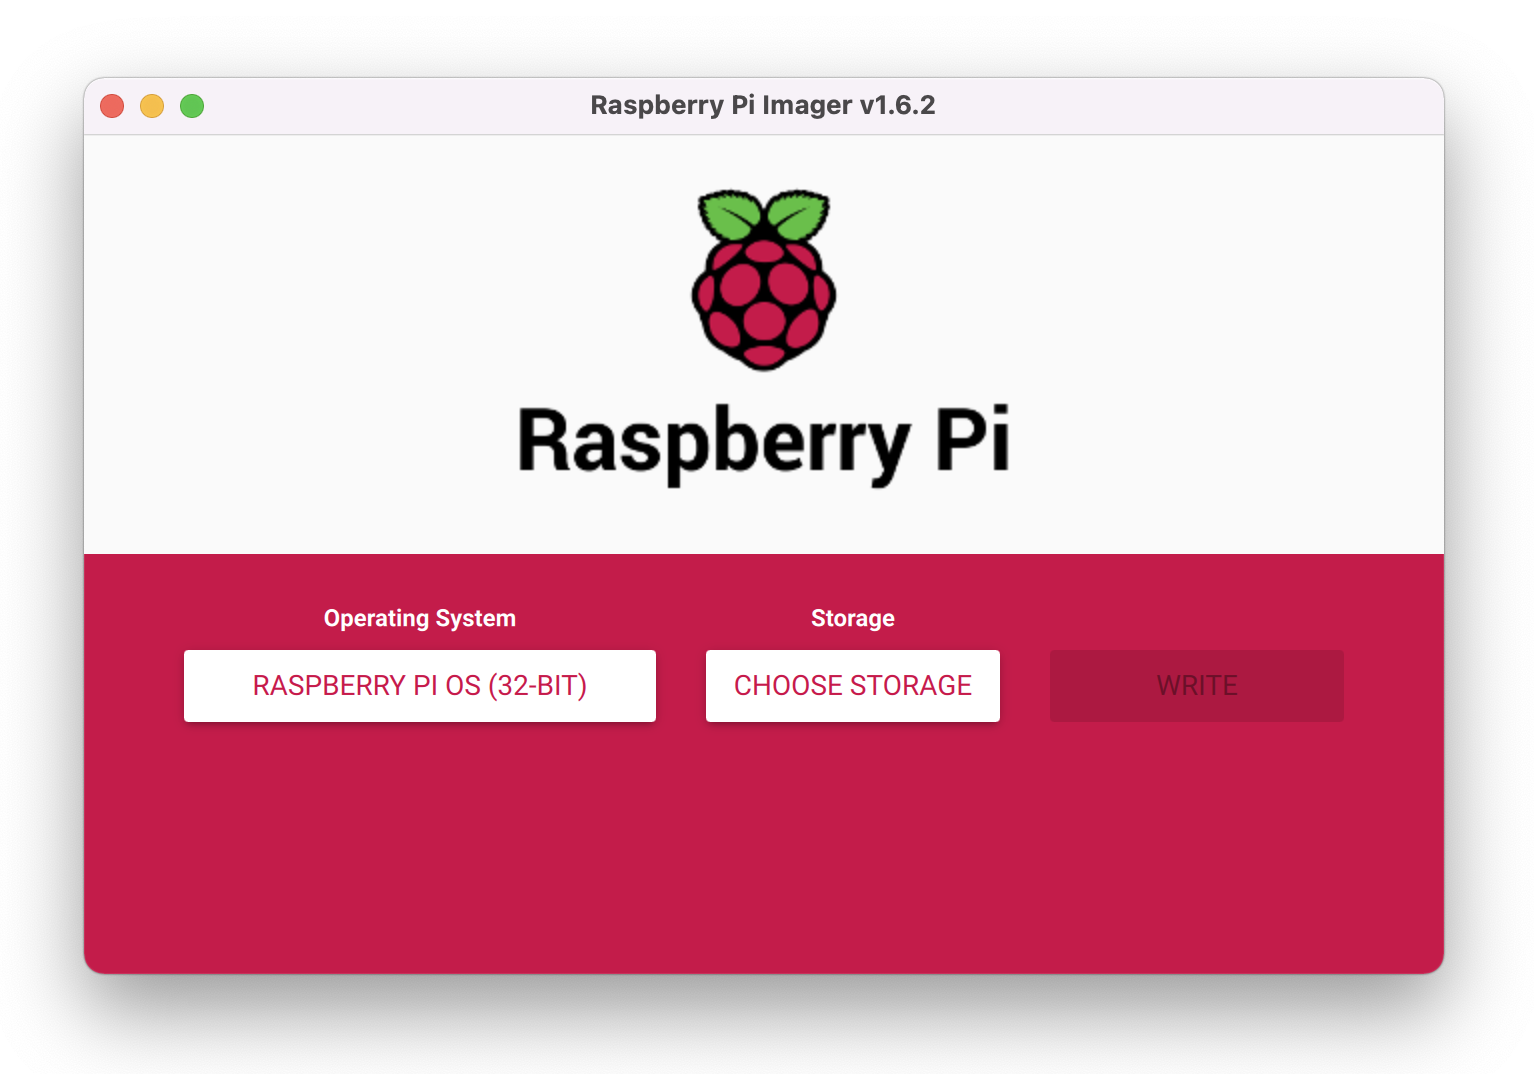 Raspberry Pi Imager v1.6.2
Raspberry Pi
Operating System
Storage
RASPBERRY PI OS (32-BIT)
CHOOSE STORAGE
WRITE